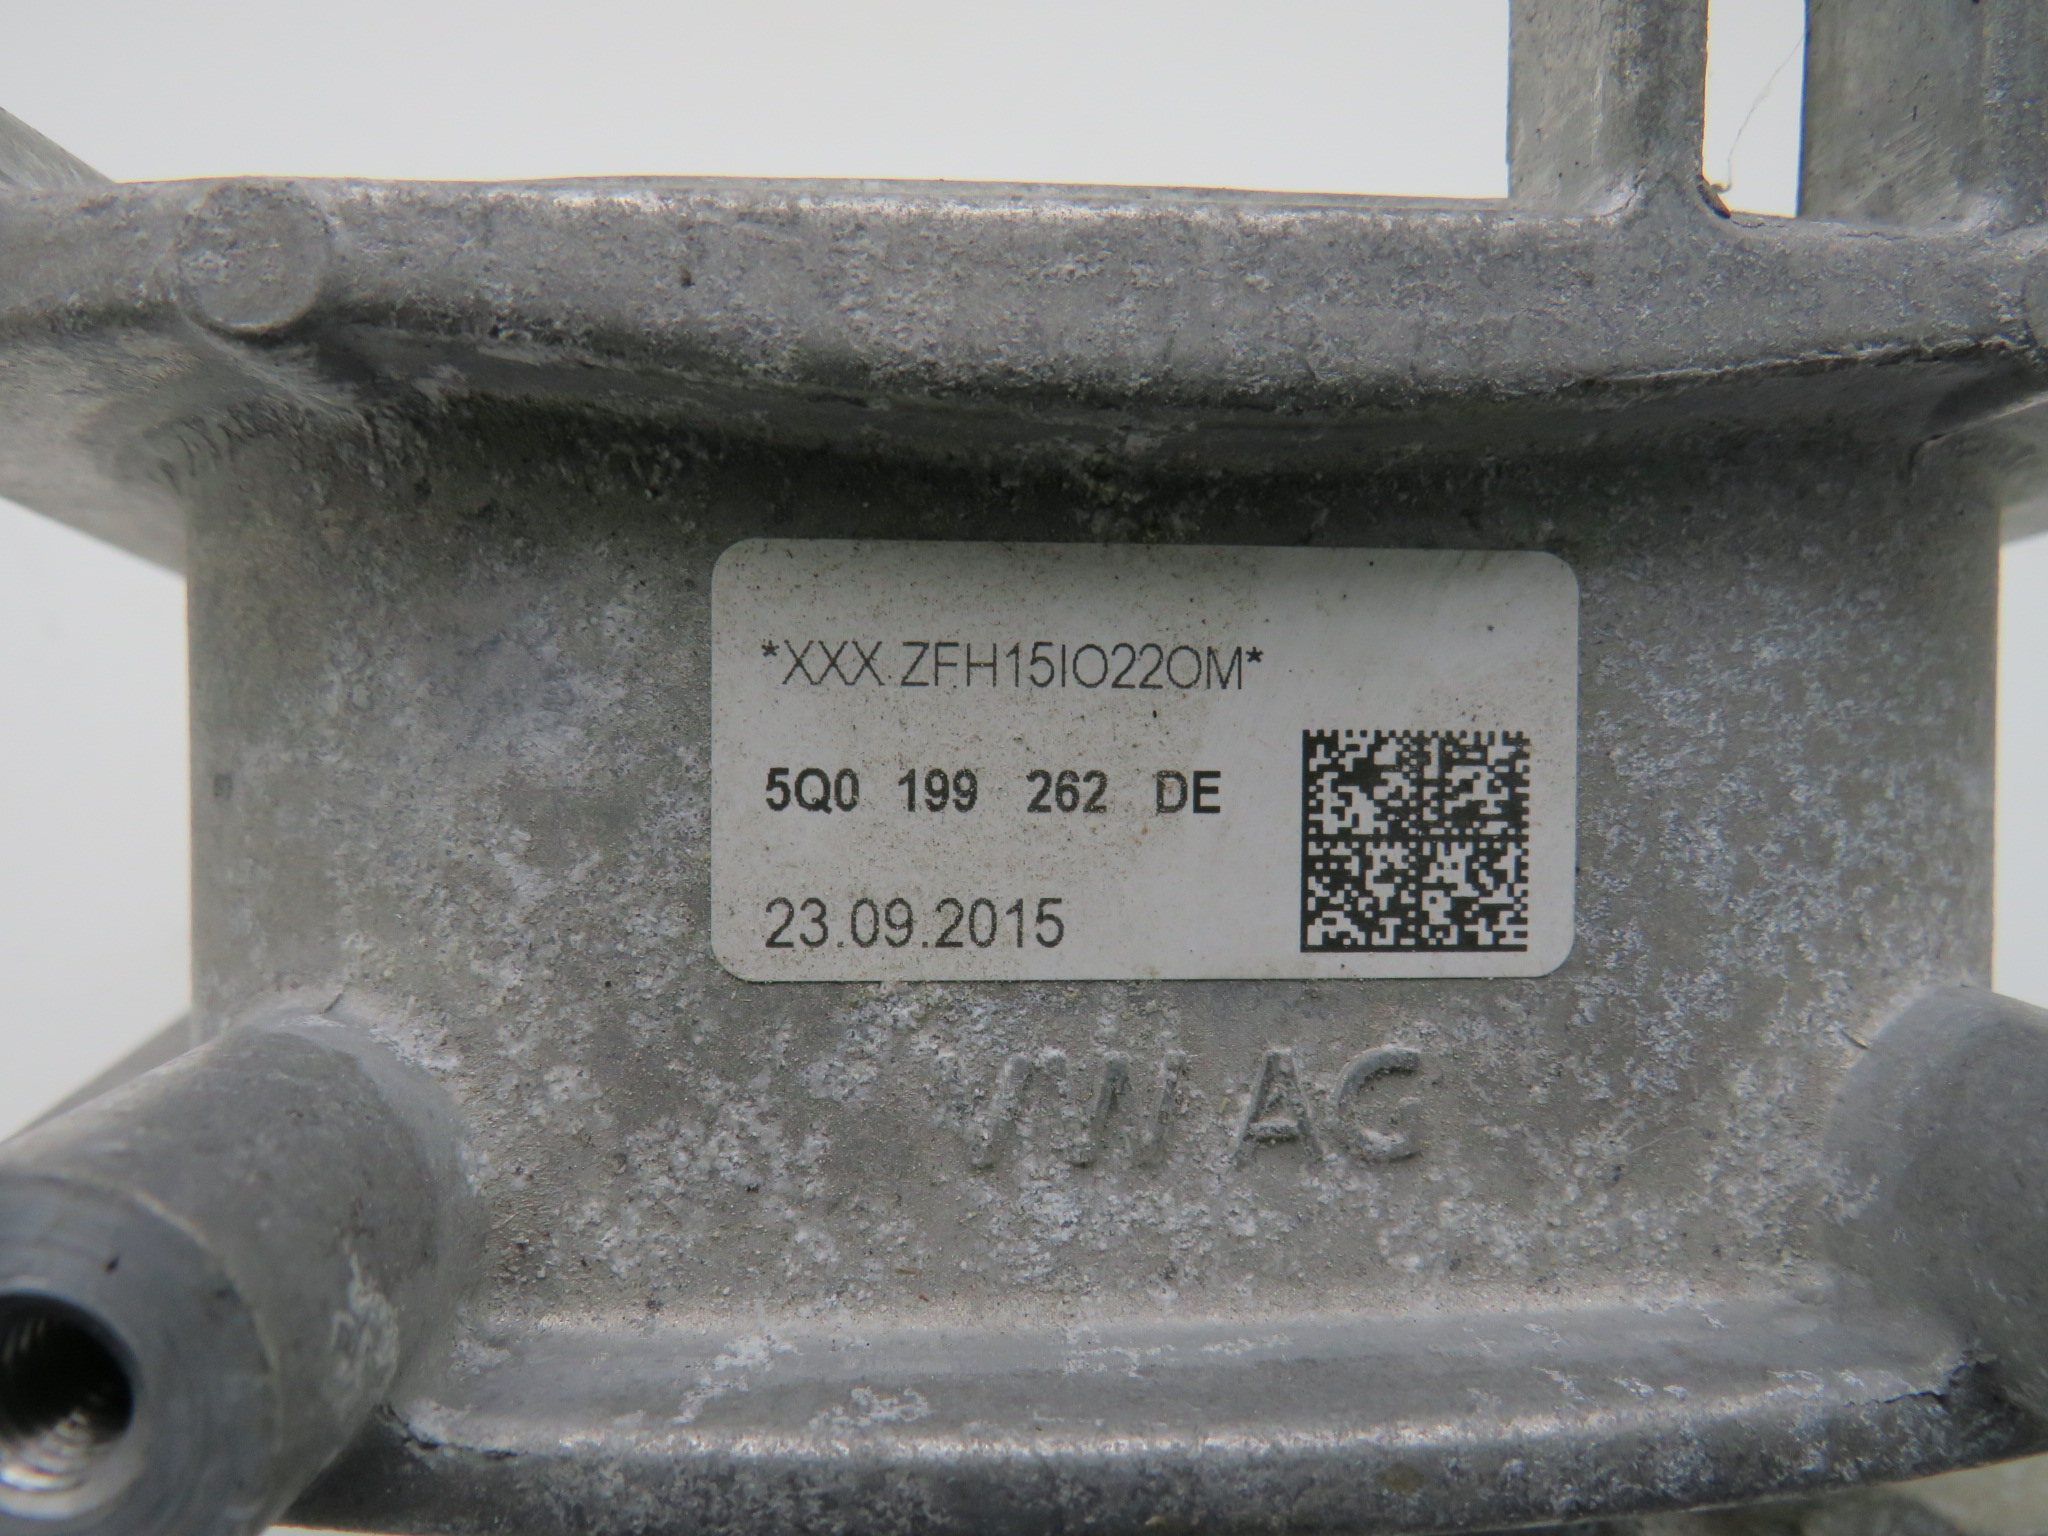 *XXX.ZFH15IO22OM*
5Q0 199 262 DE
23.09.2015
VW AG